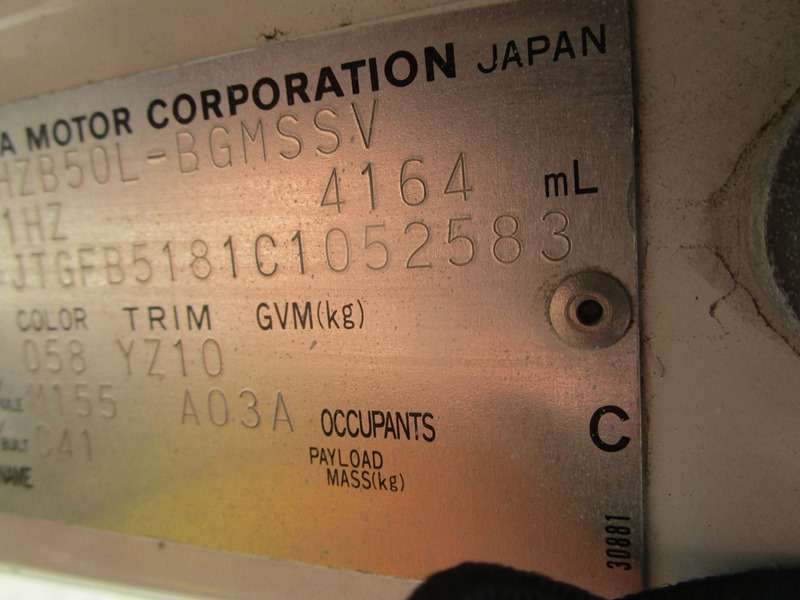 A MOTOR CORPORATION JAPAN
HZB50L-BGMSSV
1HZ 4164 mL
JTGFB5181C1052583
COLOR TRIM GVM(kg)
058 YZ10
M155 A03A OCCUPANTS
BUILT C41
PAYLOAD
NAME MASS(kg)
C
30881